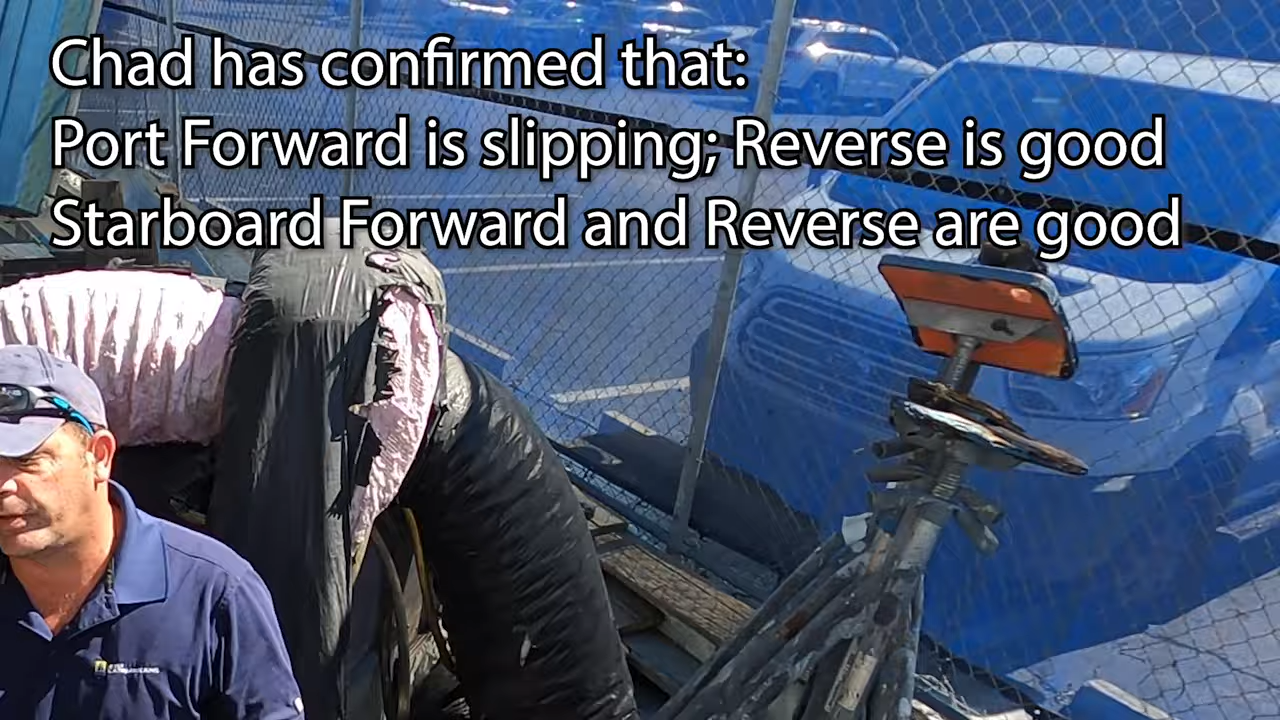 Chad has confirmed that:
Port Forward is slipping; Reverse is good
Starboard Forward and Reverse are good